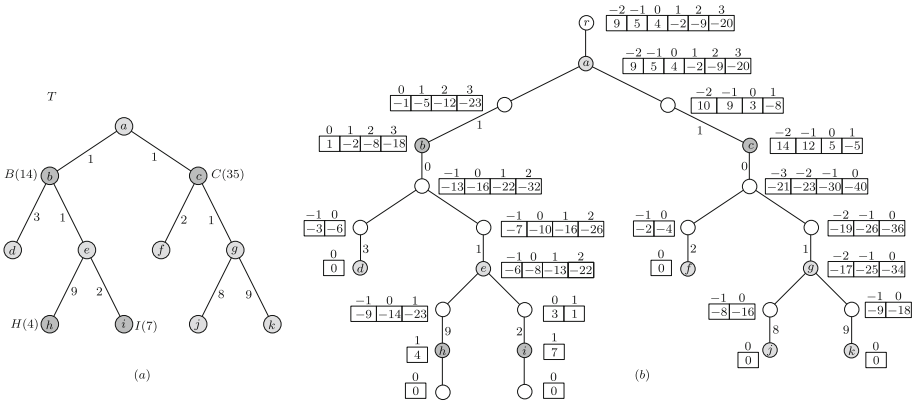 −2 −1 0 1 2 3
r 9 5 4 −2 −9 −20
−2 −1 0 1 2 3
a 9 5 4 −2 −9 −20
T
0 1 2 3
−1 −5 −12 −23
−2 −1 0 1
10 9 3 −8
a
1 1
1 1
0 1 2 3
1 −2 −8 −18
b
−2 −1 0 1
c 14 12 5 −5
B(14) b
c C(35)
0 0
−1 0 1 2
−13 −16 −22 −32
−3 −2 −1 0
−21 −23 −30 −40
3 1 2 1
−1 0
−3 −6
−1 0 1 2
−7 −10 −16 −26
−1 0
−2 −4
−2 −1 0
−19 −26 −36
d e f g
3 1 2 1
0
0 d
−1 0 1 2
e −6 −8 −13 −22
0
0 f
−2 −1 0
g −17 −25 −34
9 2 8 9
−1 0 1
−9 −14 −23
0 1
3 1
−1 0
−8 −16
−1 0
−9 −18
H(4) h
i I(7)
j k
9 2 8 9
1
4 h
1
i 7
0
0 j
0
k 0
(a)
0
0
0
0
(b)